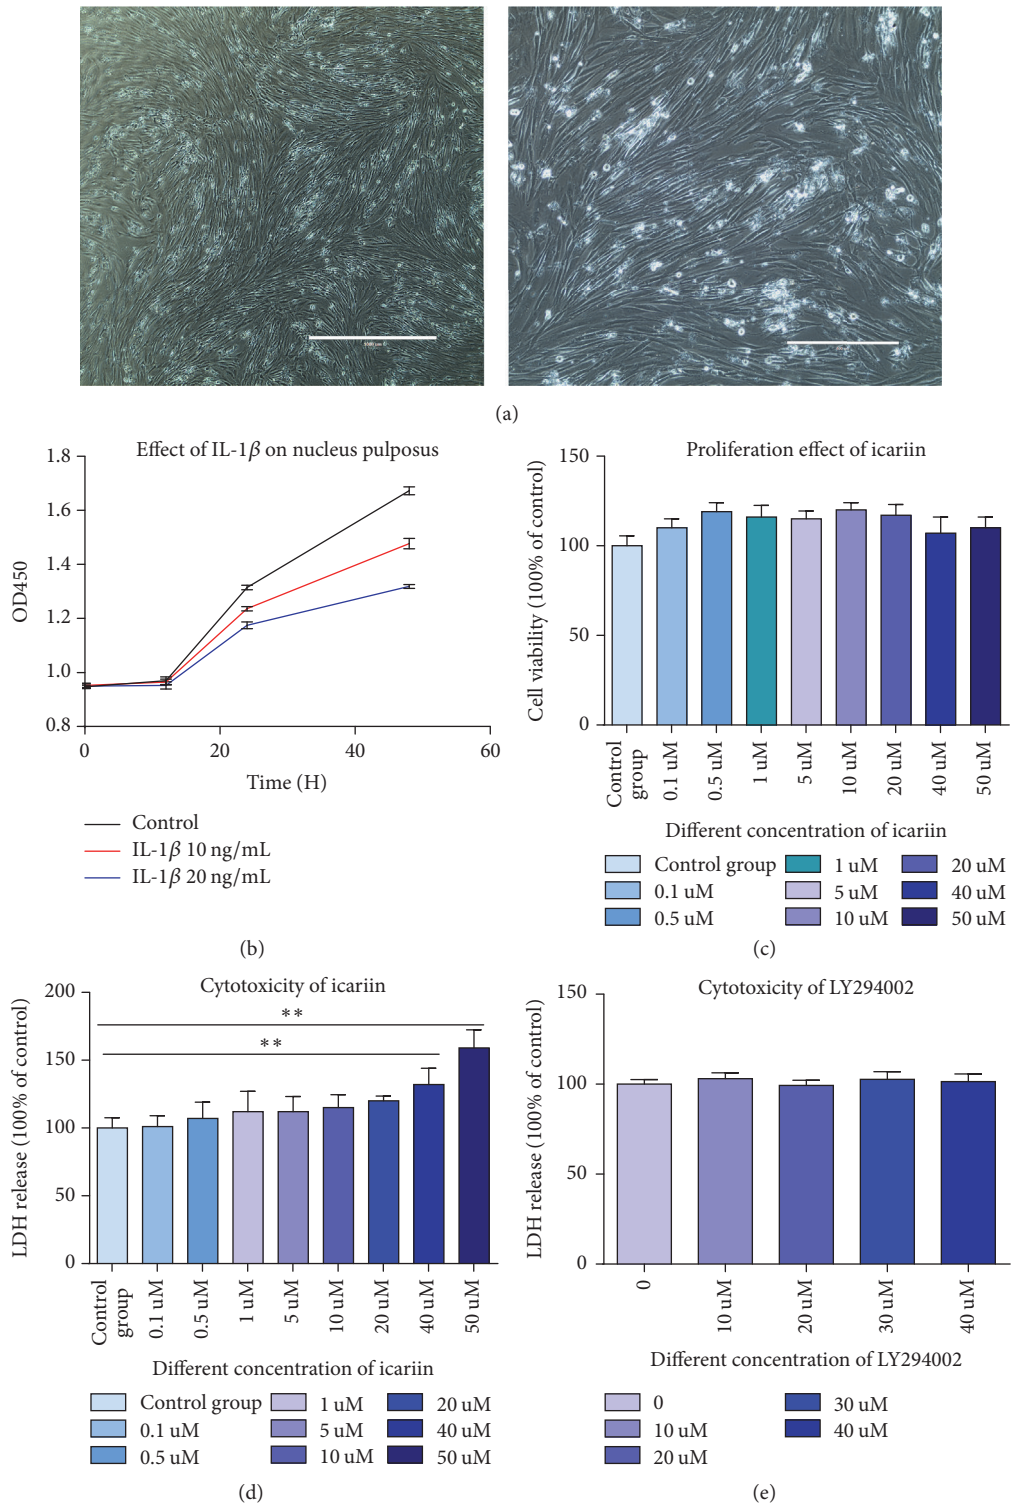 (a)
Effect of IL-1β on nucleus pulposus
OD450
1.8
1.6
1.4
1.2
1.0
0.8
0
20
40
60
Time (H)
Control
IL-1β 10 ng/mL
IL-1β 20 ng/mL
(b)
Proliferation effect of icariin
Cell viability (100% of control)
150
100
50
0
Control
group
0.1 uM
0.5 uM
1 uM
5 uM
10 uM
20 uM
40 uM
50 uM
Different concentration of icariin
Control group
0.1 uM
0.5 uM
1 uM
5 uM
10 uM
20 uM
40 uM
50 uM
(c)
Cytotoxicity of icariin
LDH release (100% of control)
200
150
100
50
0
**
**
Control
group
0.1 uM
0.5 uM
1 uM
5 uM
10 uM
20 uM
40 uM
50 uM
Different concentration of icariin
Control group
0.1 uM
0.5 uM
1 uM
5 uM
10 uM
20 uM
40 uM
50 uM
(d)
Cytotoxicity of LY294002
LDH release (100% of control)
150
100
50
0
0
10 uM
20 uM
30 uM
40 uM
Different concentration of LY294002
0
10 uM
20 uM
30 uM
40 uM
(e)